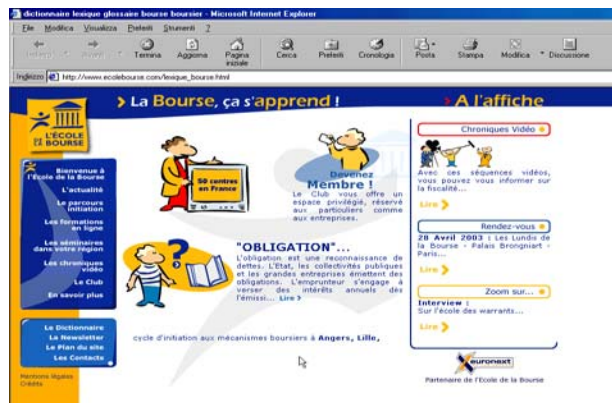 dictionnaire lexique glossaire bourse boursier - Microsoft Internet Explorer
File Modifica Visualizza Preferiti Strumenti ?
Termina Aggiorna Pagina iniziale Cerca Preferiti Cronologia Posta Stampa Modifica Discussione
http://www.ecolebourse.com/lexique_bourse.html
La Bourse, ça s'apprend !
A l'affiche
L'ÉCOLE
DE LA BOURSE
Bienvenue à
l'Ecole de la Bourse
L'actualité
Le parcours
initiation
Les formations
en ligne
Les séminaires
dans votre région
Les chroniques
vidéo
Le Club
En savoir plus
Le Dictionnaire
La Newsletter
Le Plan du site
Les Contacts
Mentions légales
Crédits
50 centres
en France
Devenez
Membre !
Le Club vous offre un
espace privilégié, réservé
aux particuliers comme
aux entreprises.
"OBLIGATION"...
L'obligation est une reconnaissance de
dettes. L'Etat, les collectivités publiques
et les grandes entreprises émettent des
obligations. L'emprunteur s'engage à
verser des intérêts annuels dès
l'émissi... Lire >
cycle d'initiation aux mécanismes boursiers à Angers, Lille,
Chroniques Vidéo
Avec ces séquences vidéos,
vous pouvez vous informer sur
la fiscalité...
Lire
Rendez-vous
28 Avril 2003 : Les Lundis de
la Bourse - Palais Brongniart -
Paris...
Lire
Zoom sur...
Interview :
Sur l'école des warrants...
Lire
euronext
Partenaire de l'Ecole de la Bourse